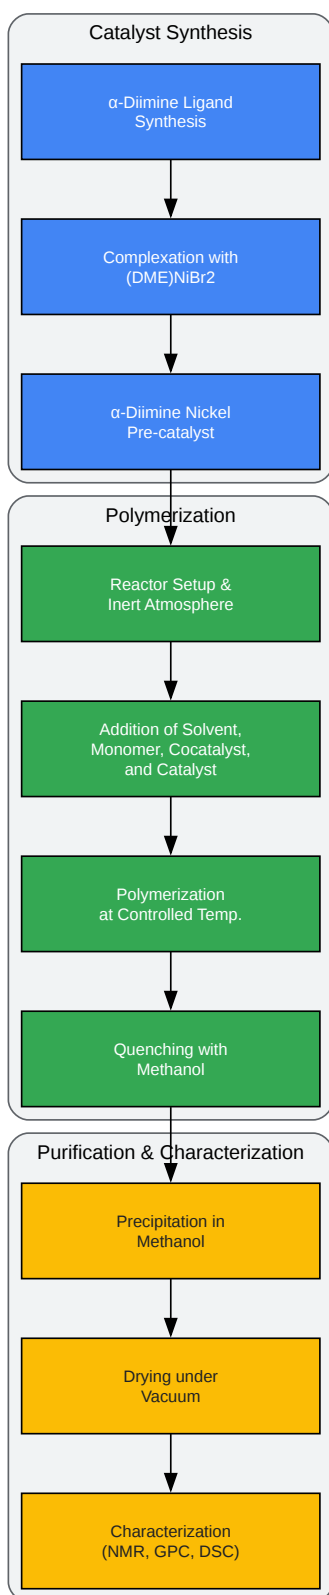 Catalyst Synthesis
α-Diimine Ligand
Synthesis
Complexation with
(DME)NiBr2
α-Diimine Nickel
Pre-catalyst
Polymerization
Reactor Setup &
Inert Atmosphere
Addition of Solvent,
Monomer, Cocatalyst,
and Catalyst
Polymerization
at Controlled Temp.
Quenching with
Methanol
Purification & Characterization
Precipitation in
Methanol
Drying under
Vacuum
Characterization
(NMR, GPC, DSC)